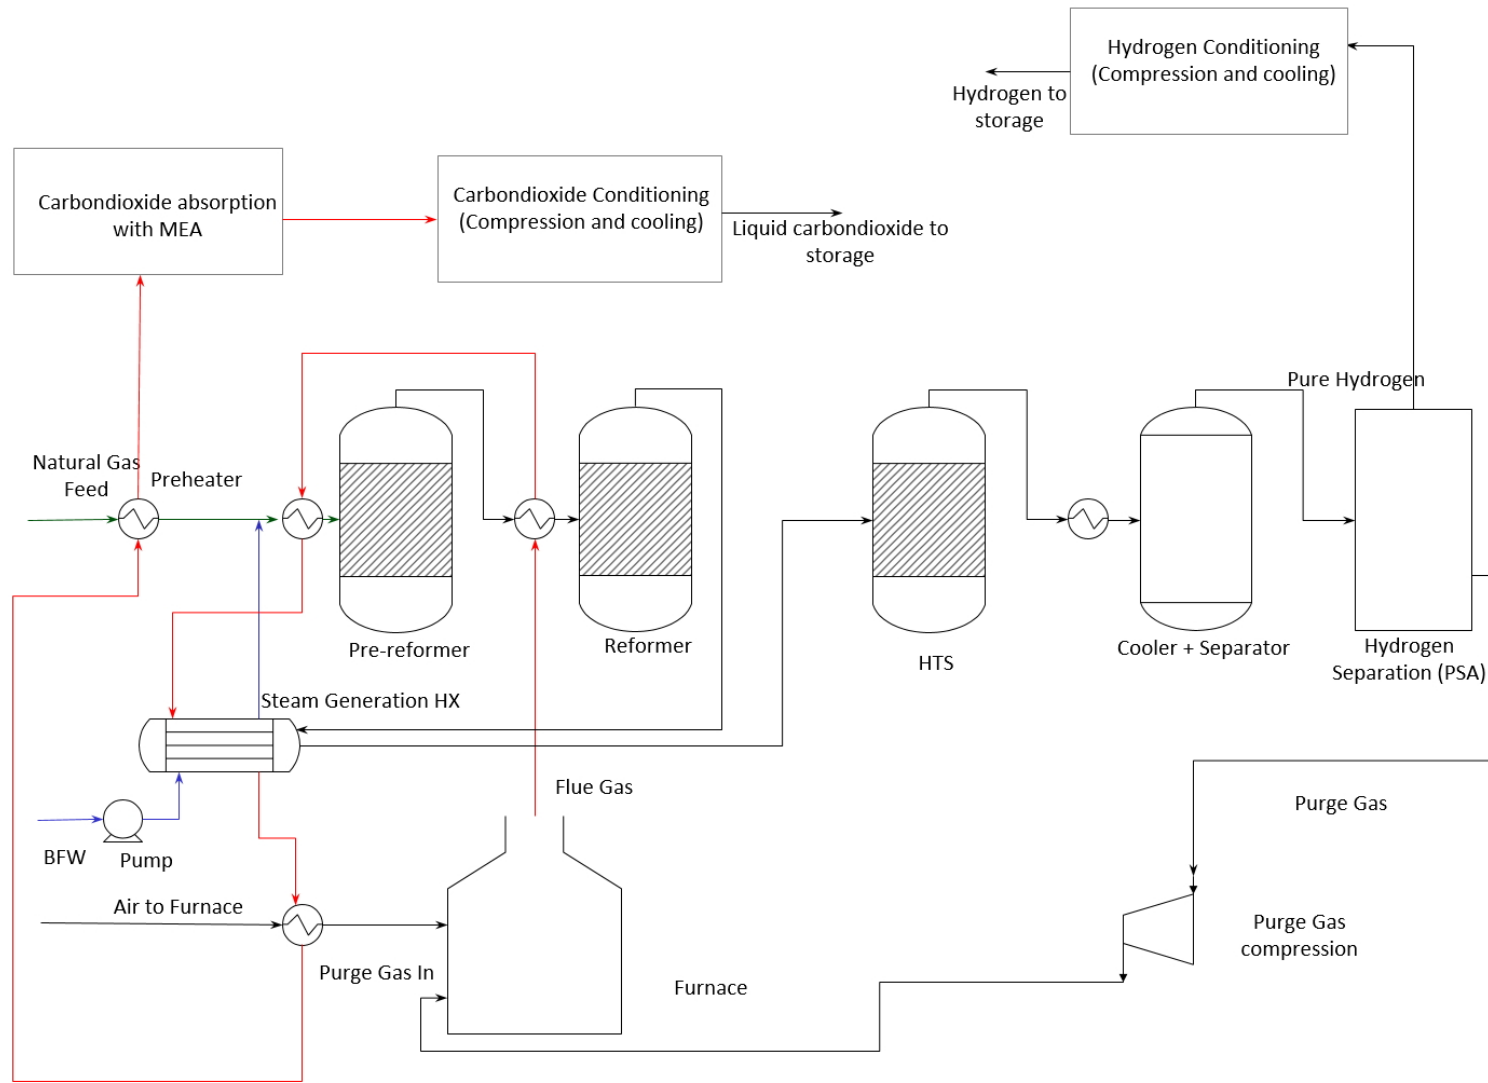 Hydrogen Conditioning
(Compression and cooling)
Hydrogen to
storage
Carbondioxide absorption
with MEA
Carbondioxide Conditioning
(Compression and cooling)
Liquid carbondioxide to
storage
Pure Hydrogen
Natural Gas
Feed
Preheater
Pre-reformer
Reformer
HTS
Cooler + Separator
Hydrogen
Separation (PSA)
Steam Generation HX
Flue Gas
Purge Gas
BFW
Pump
Air to Furnace
Purge Gas In
Furnace
Purge Gas
compression